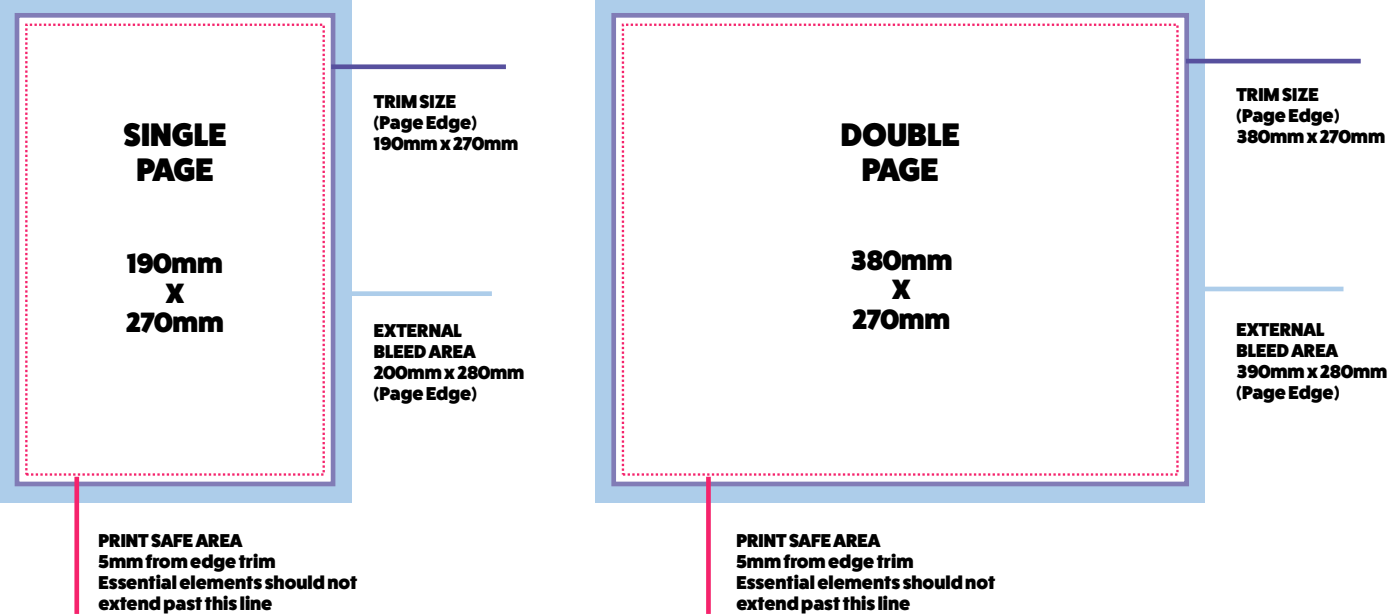 SINGLE
PAGE
190mm
X
270mm
TRIM SIZE
(Page Edge)
190mm x 270mm
EXTERNAL
BLEED AREA
200mm x 280mm
(Page Edge)
PRINT SAFE AREA
5mm from edge trim
Essential elements should not
extend past this line
DOUBLE
PAGE
380mm
X
270mm
TRIM SIZE
(Page Edge)
380mm x 270mm
EXTERNAL
BLEED AREA
390mm x 280mm
(Page Edge)
PRINT SAFE AREA
5mm from edge trim
Essential elements should not
extend past this line